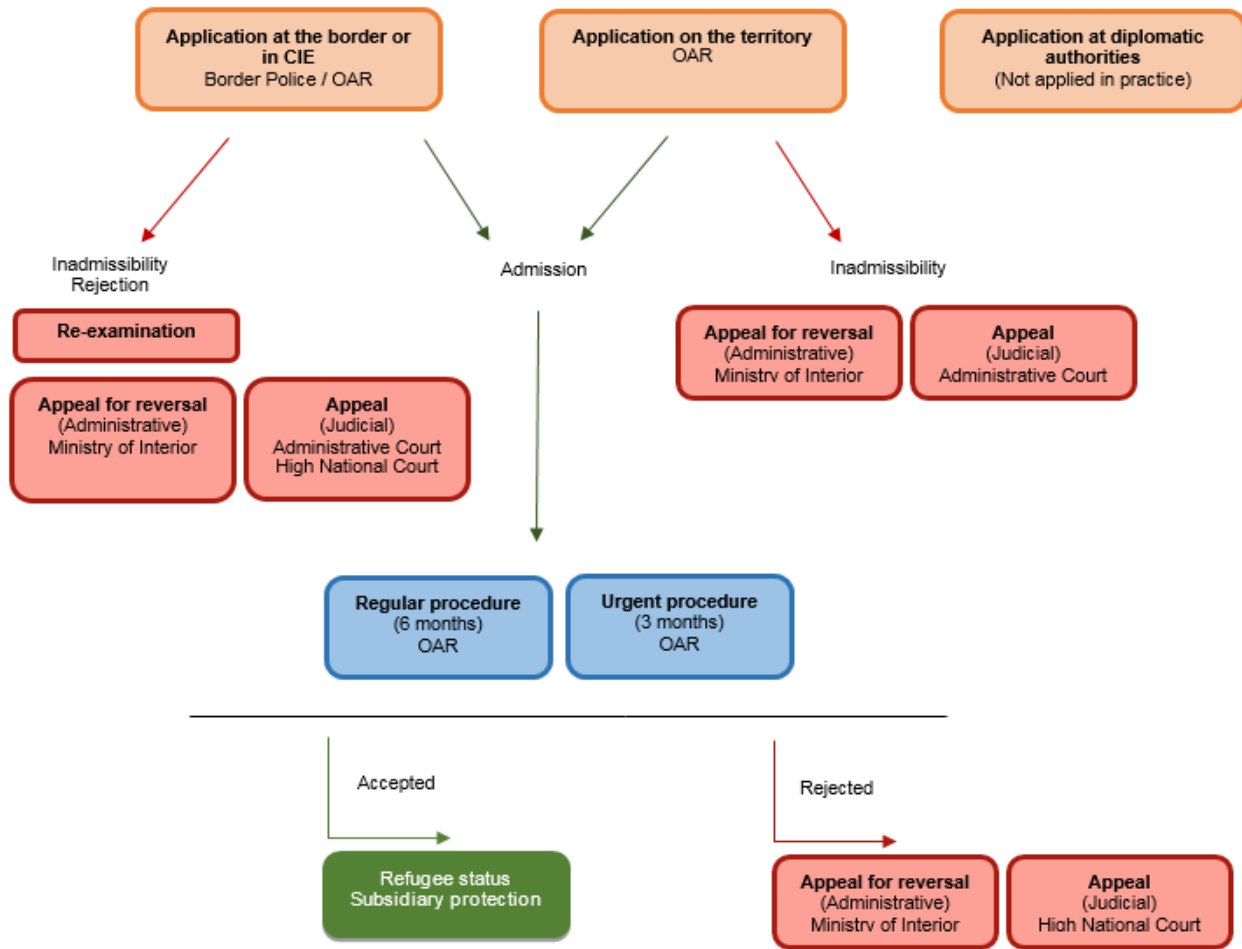 Application at the border or
in CIE
Border Police / OAR
Application on the territory
OAR
Application at diplomatic
authorities
(Not applied in practice)
Inadmissibility
Rejection
Admission
Inadmissibility
Re-examination
Appeal for reversal
(Administrative)
Ministry of Interior
Appeal
(Judicial)
Administrative Court
High National Court
Appeal for reversal
(Administrative)
Ministry of Interior
Appeal
(Judicial)
Administrative Court
Regular procedure
(6 months)
OAR
Urgent procedure
(3 months)
OAR
Accepted
Rejected
Refugee status
Subsidiary protection
Appeal for reversal
(Administrative)
Ministry of Interior
Appeal
(Judicial)
High National Court